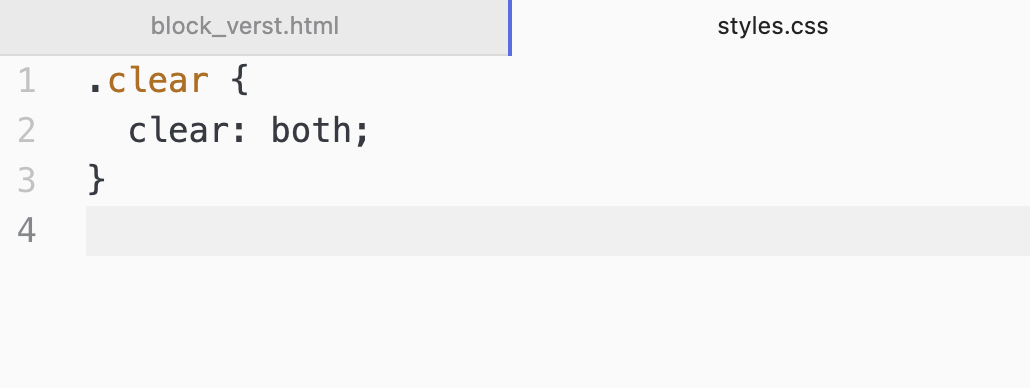 block_verst.html styles.css
1 .clear {
2   clear: both;
3 }
4